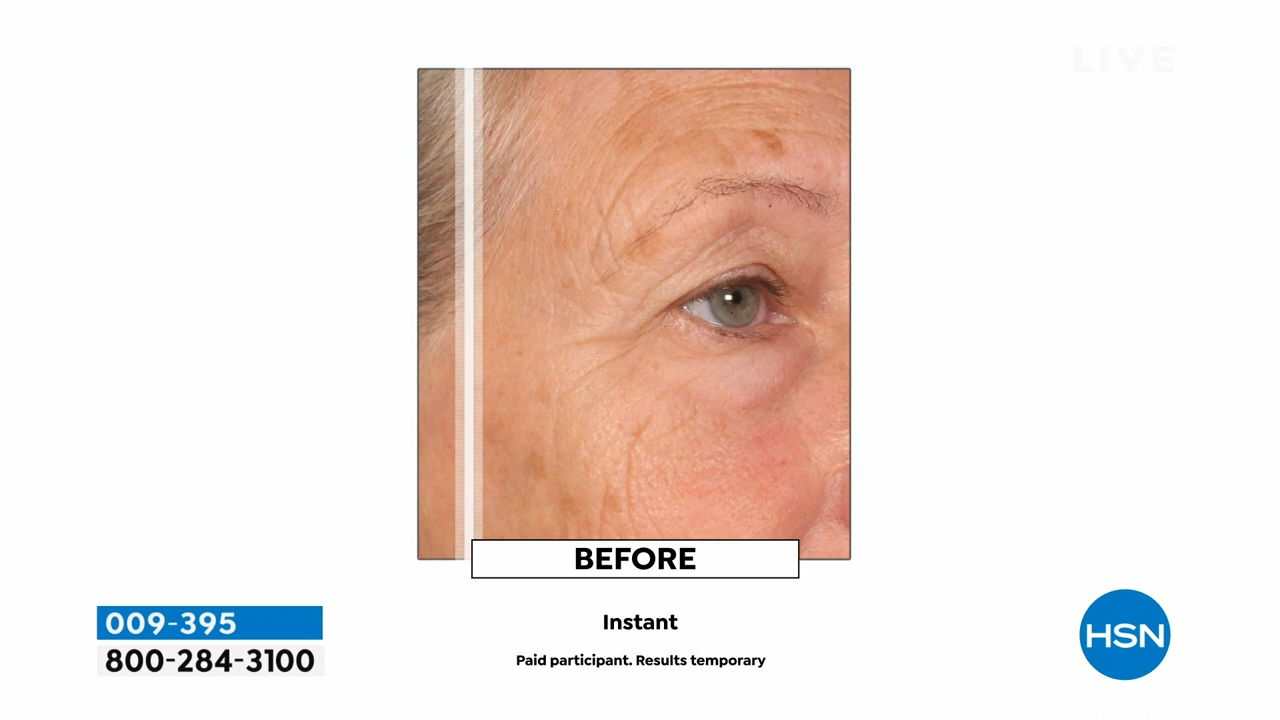 LIVE
BEFORE
Instant
Paid participant. Results temporary
009-395
800-284-3100
HSN